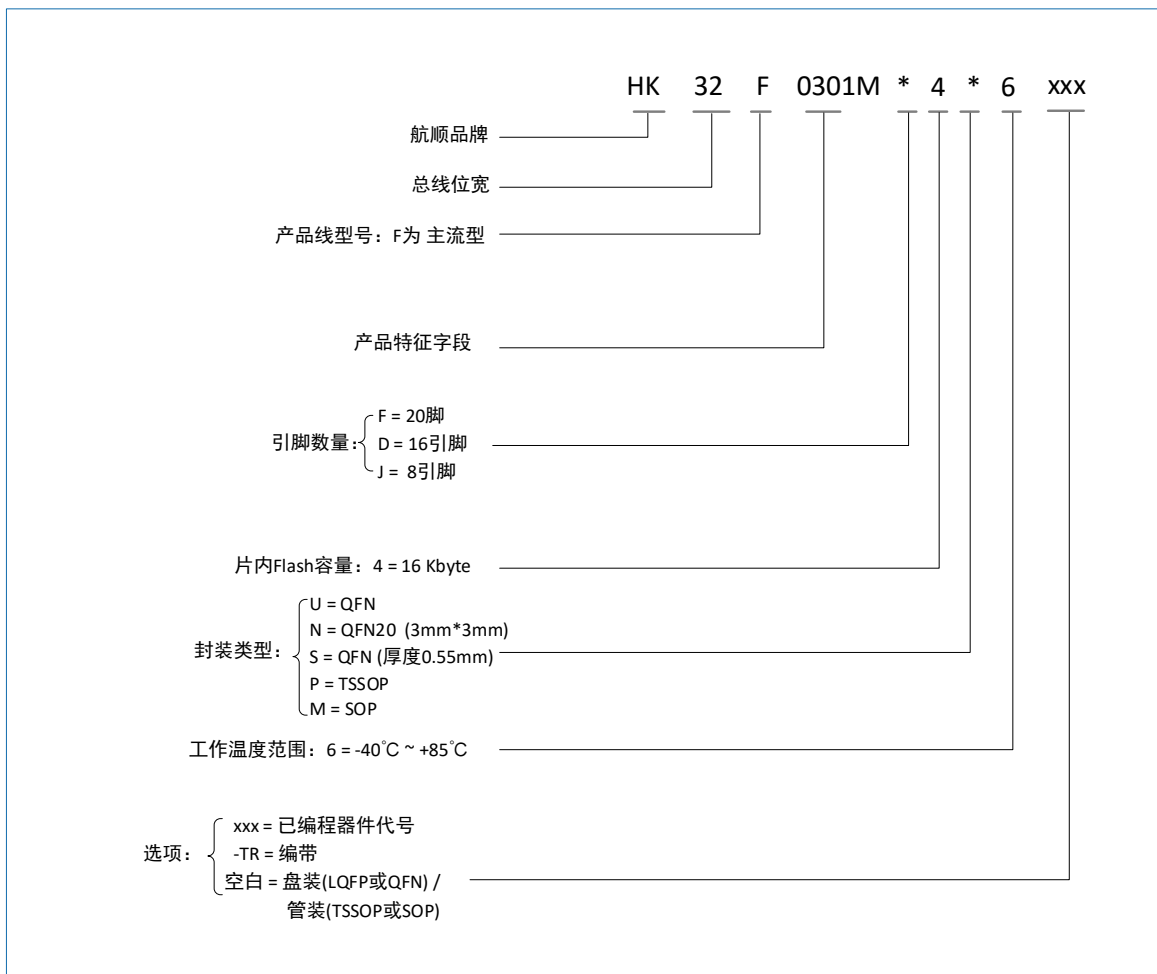 HK 32 F 0301M * 4 * 6 xxx
航顺品牌
总线位宽
产品线型号：F为 主流型
产品特征字段
F = 20脚
引脚数量：
D = 16引脚
J = 8引脚
片内Flash容量：4 = 16 Kbyte
U = QFN
N = QFN20 (3mm*3mm)
封装类型：
S = QFN (厚度0.55mm)
P = TSSOP
M = SOP
工作温度范围：6 = -40℃ ~ +85℃
xxx = 已编程器件代号
选项：
-TR = 编带
空白 = 盘装(LQFP或QFN) /
管装(TSSOP或SOP)